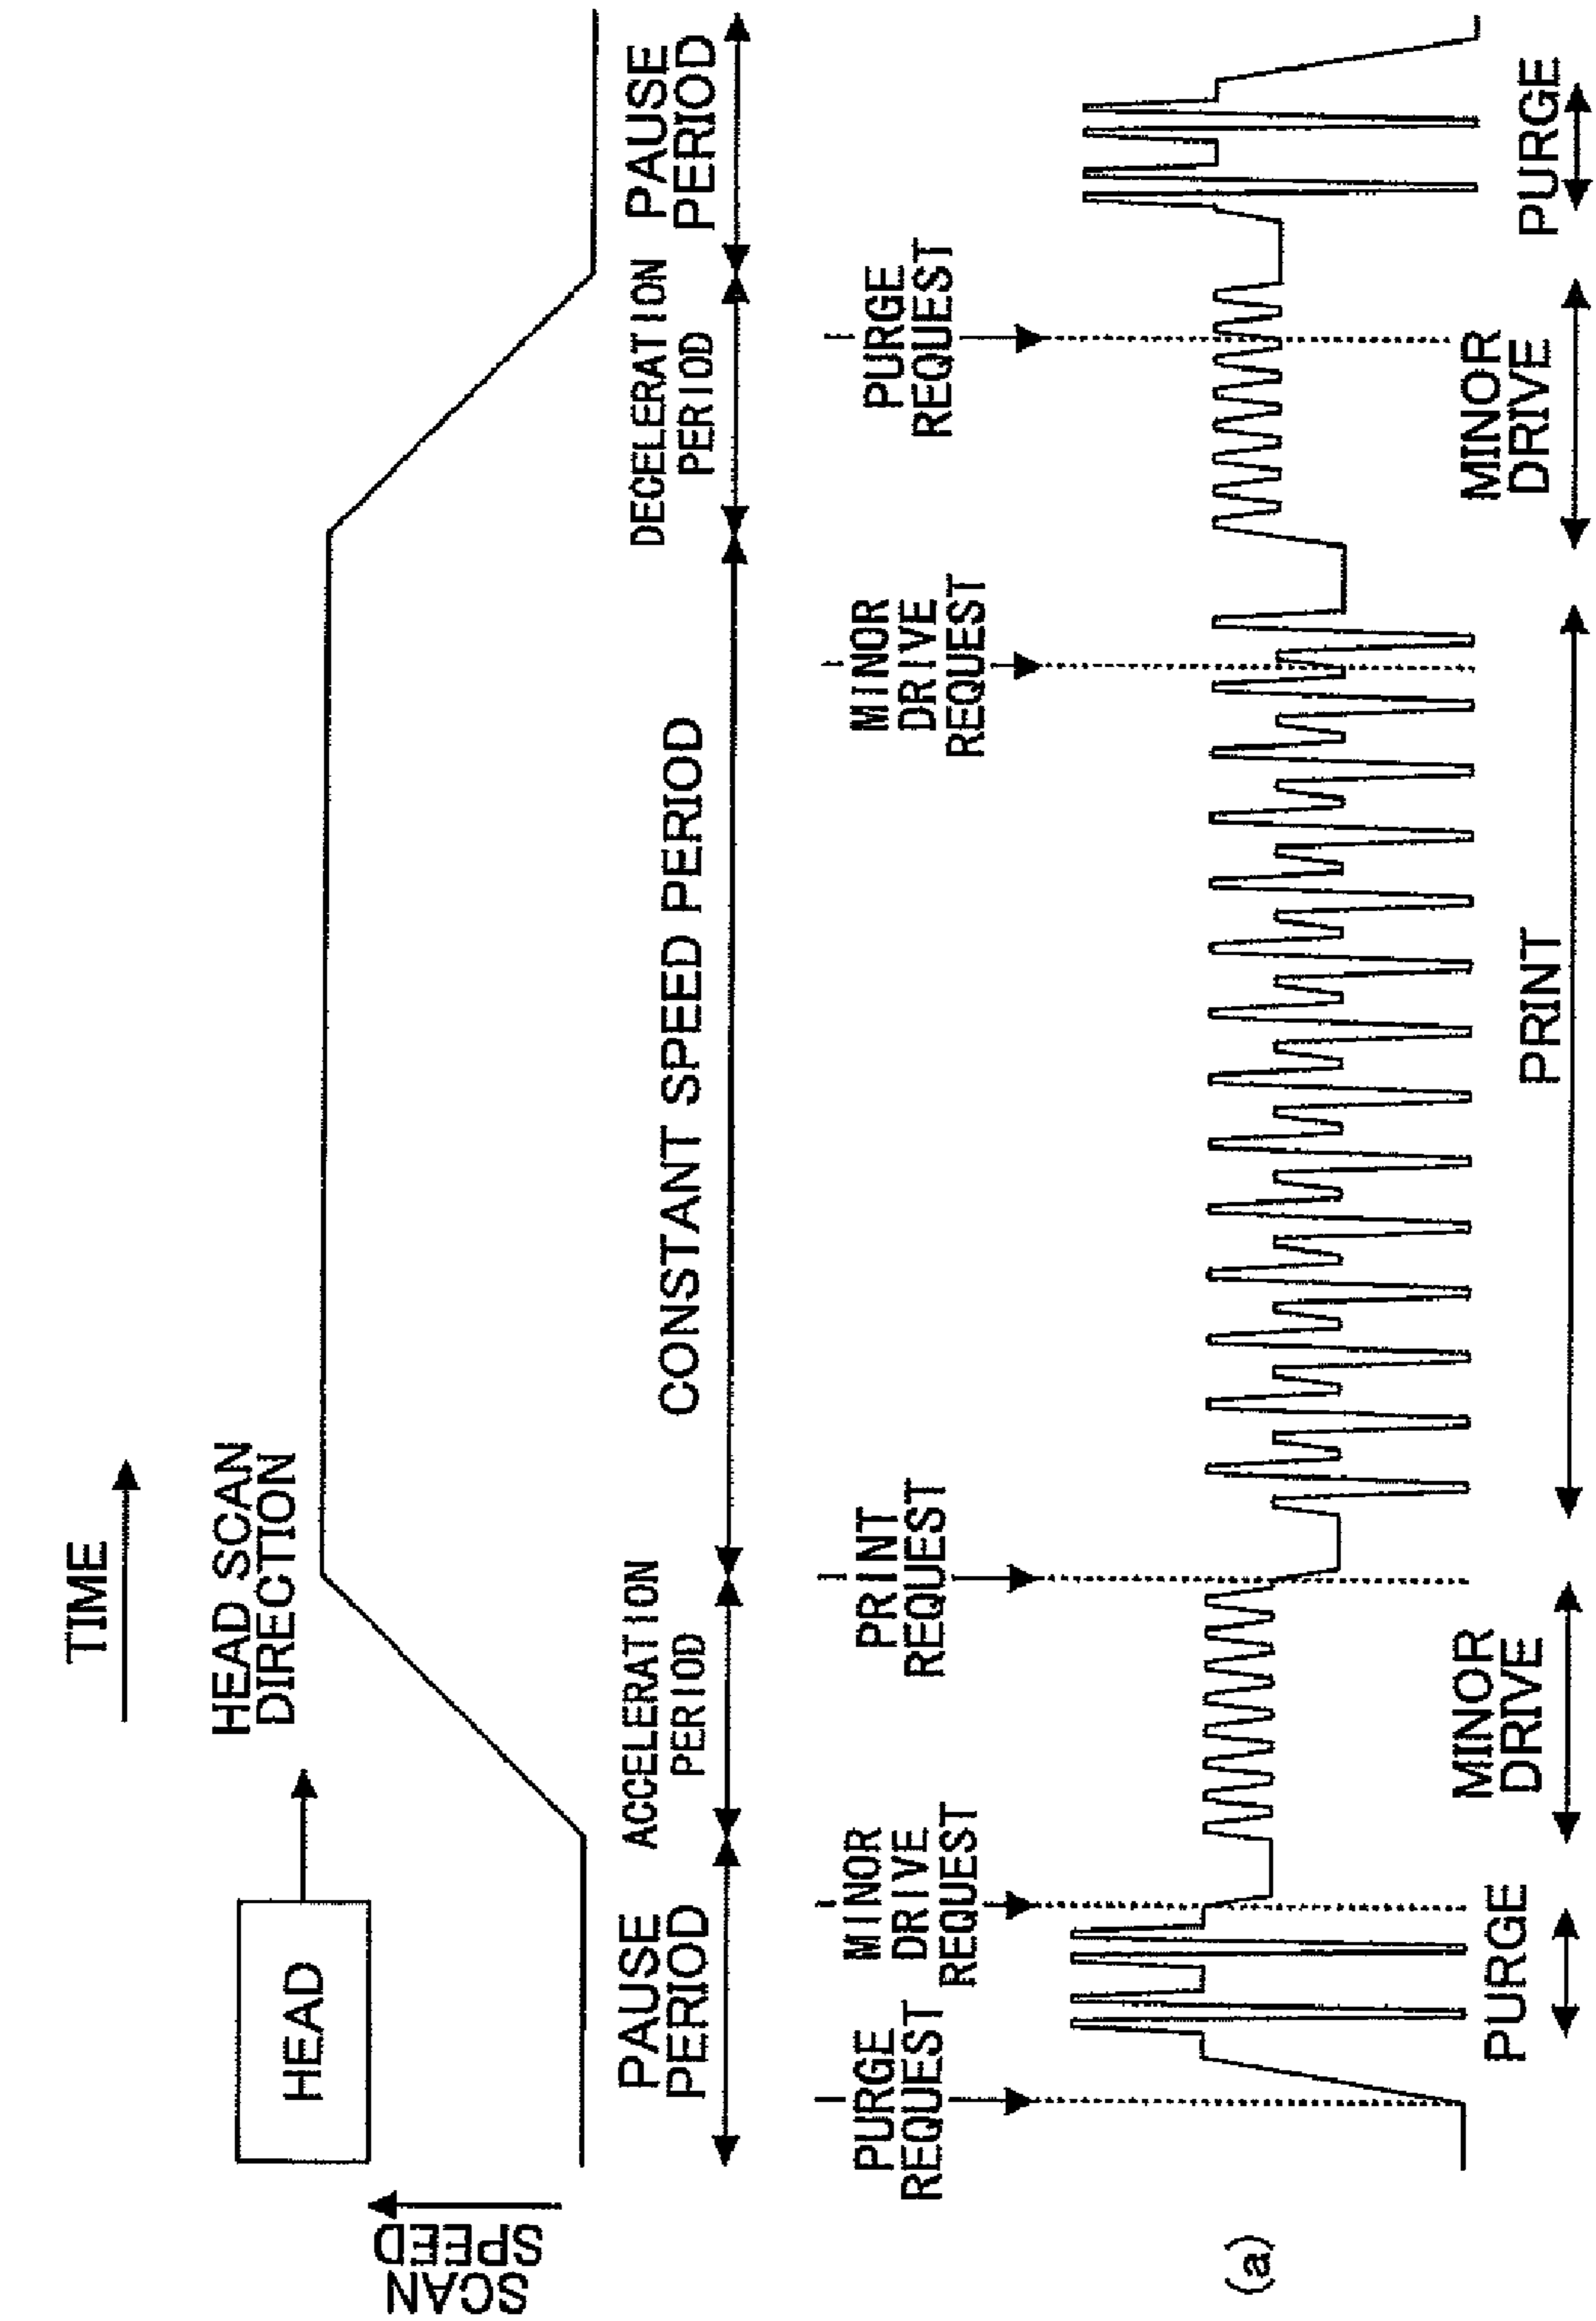 TIME
HEAD SCAN
DIRECTION
HEAD
SCAN
SPEED
PAUSE
PERIOD
ACCELERATION
PERIOD
CONSTANT SPEED PERIOD
DECELERATION
PERIOD
PAUSE
PERIOD
PURGE
REQUEST
MINOR
DRIVE
REQUEST
PRINT
REQUEST
MINOR
DRIVE
REQUEST
PURGE
REQUEST
(a)
PURGE
MINOR
DRIVE
PRINT
MINOR
DRIVE
PURGE